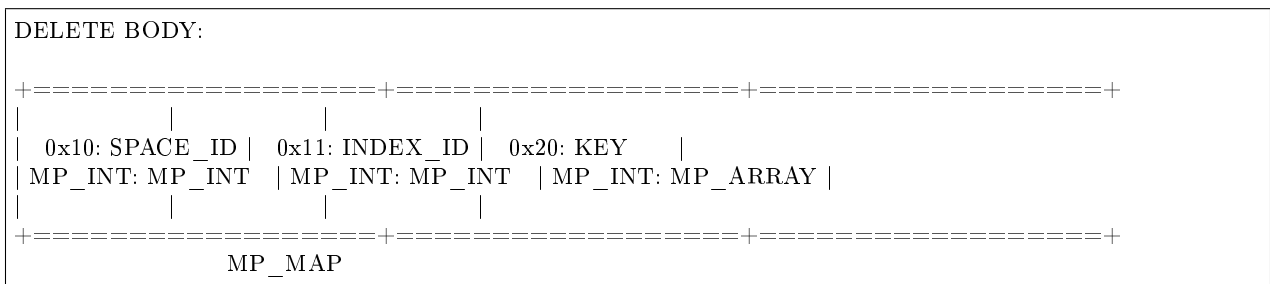 DELETE BODY:
+==================+==================+==================+
| | | |
| 0x10: SPACE_ID | 0x11: INDEX_ID | 0x20: KEY |
| MP_INT: MP_INT | MP_INT: MP_INT | MP_INT: MP_ARRAY |
| | | |
+==================+==================+==================+
MP_MAP